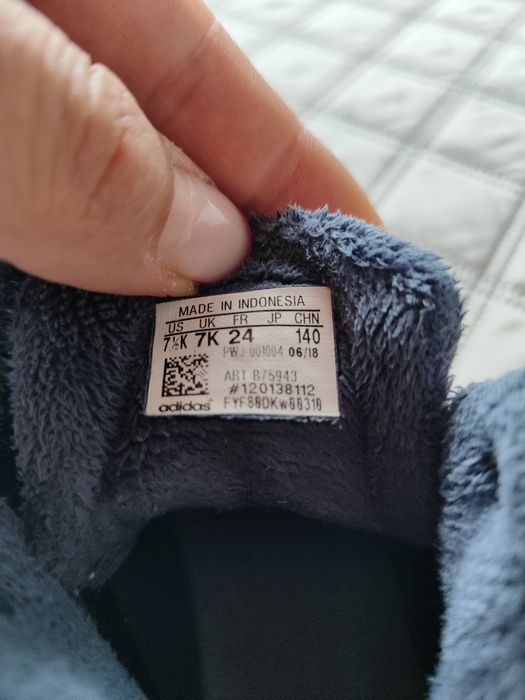 MADE IN INDONESIA
US UK FR JP CHN
7½K 7K 24 140
PWJ 001004 06/18
ART B75943
#120138112
adidas